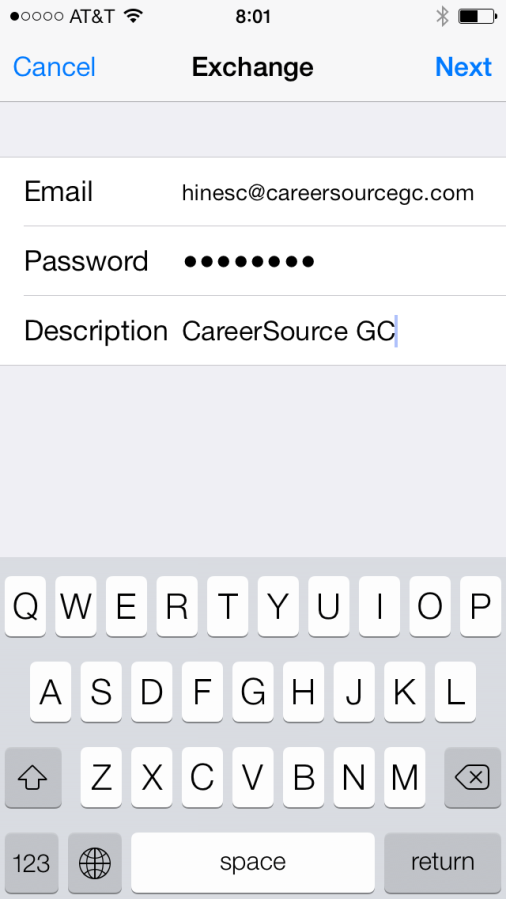 AT&T 8:01
Cancel Exchange Next
Email hinesc@careersourcegc.com
Password ●●●●●●●●
Description CareerSource GC
Q W E R T Y U I O P
A S D F G H J K L
Z X C V B N M
123 space return